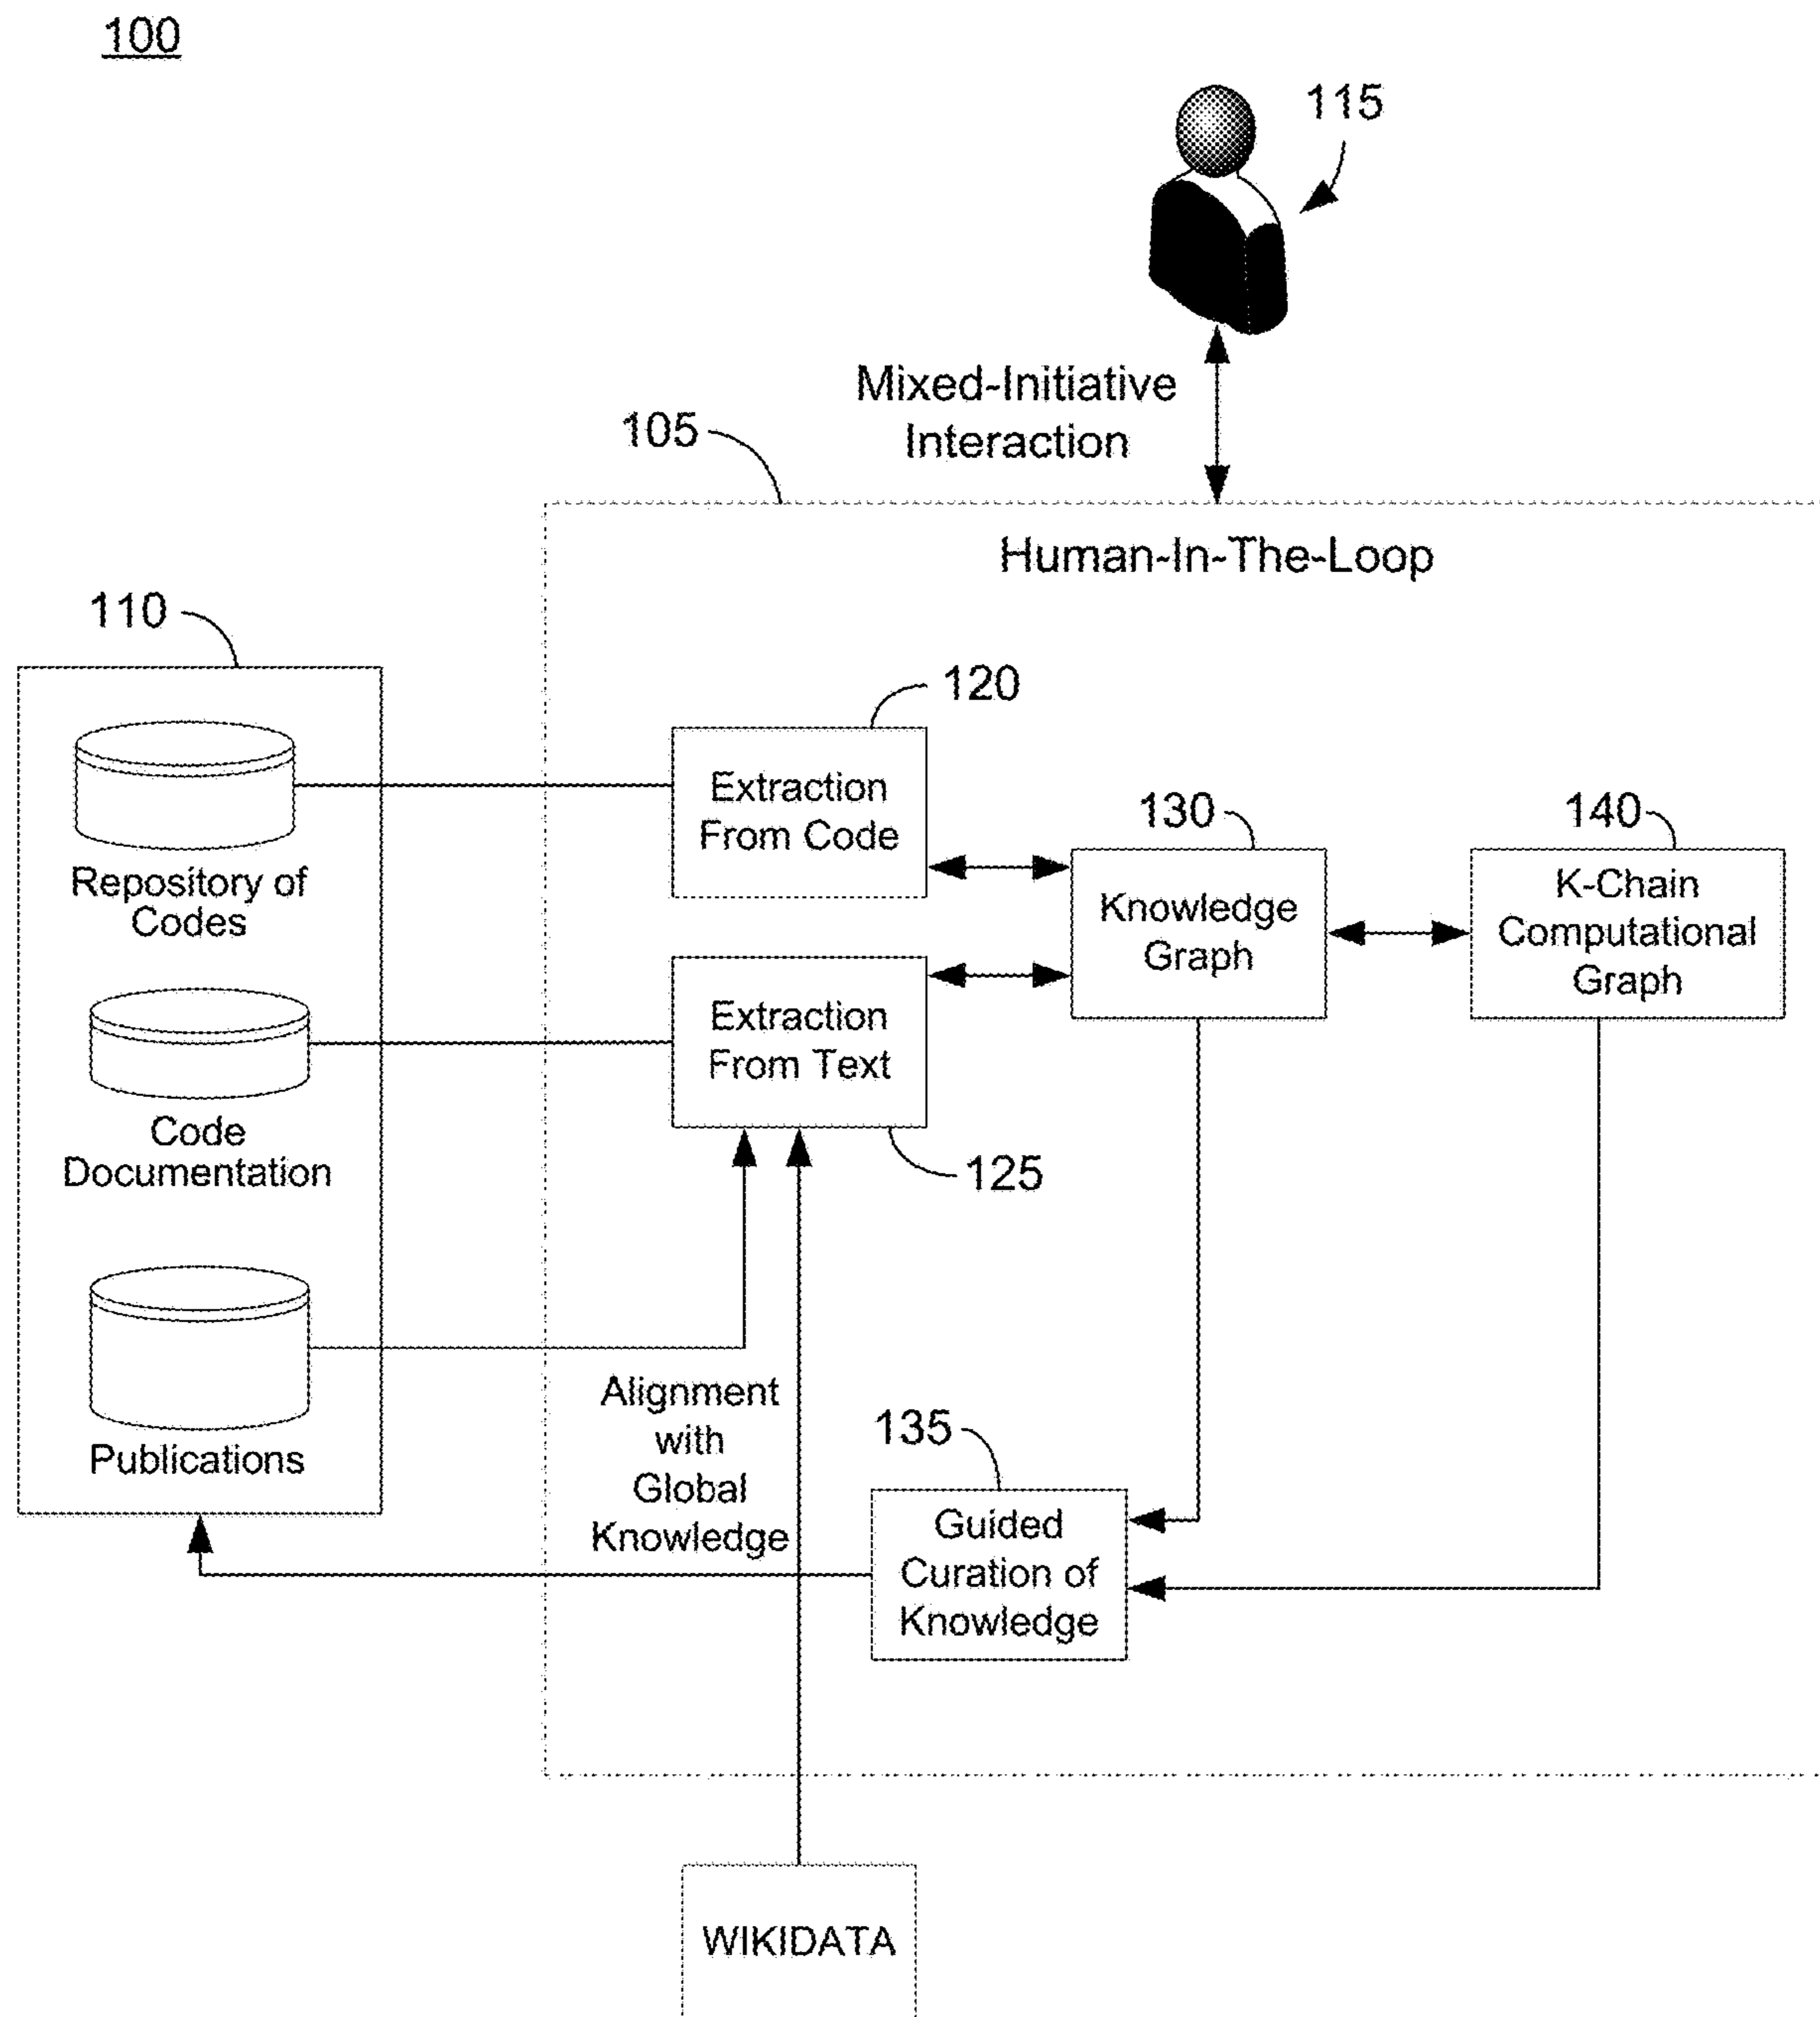 100
115
Mixed-Initiative
Interaction
105
Human-In-The-Loop
110
120
Extraction
From Code
130
140
Repository of
Codes
Knowledge
Graph
K-Chain
Computational
Graph
Extraction
From Text
Code
Documentation
125
Publications
Alignment
with
Global
Knowledge
135
Guided
Curation of
Knowledge
WIKIDATA